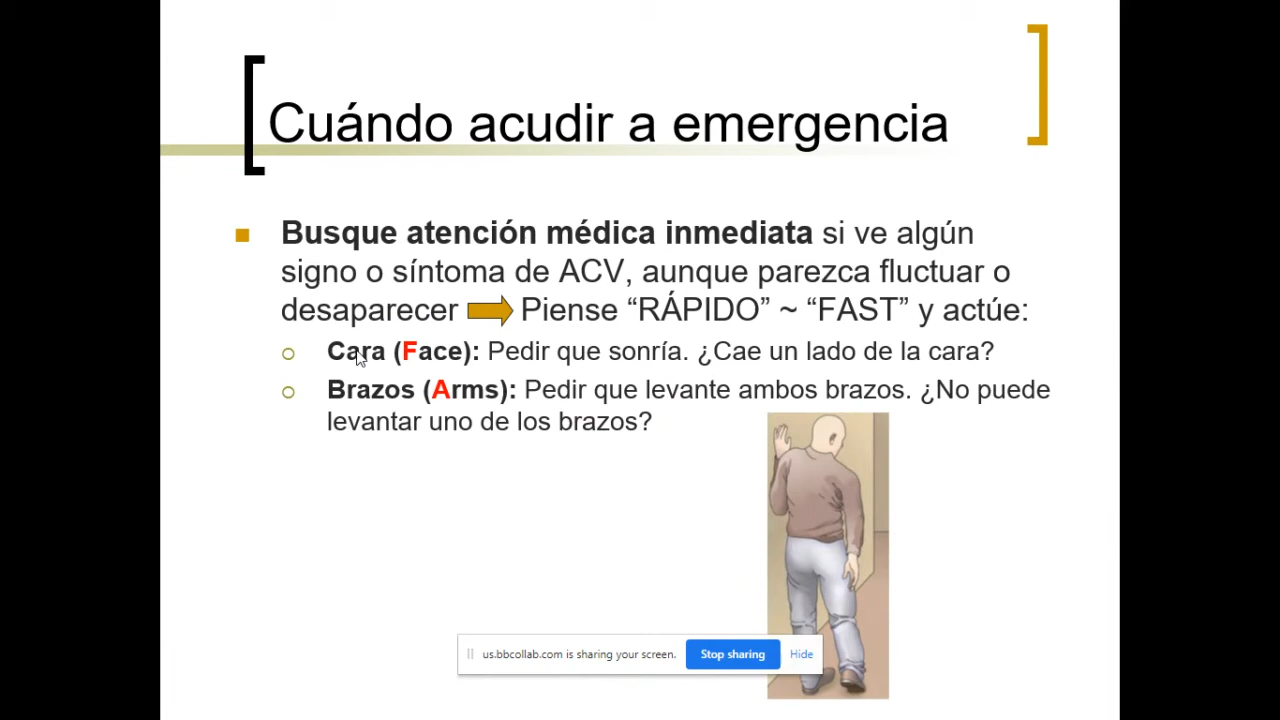 Cuándo acudir a emergencia
Busque atención médica inmediata si ve algún
signo o síntoma de ACV, aunque parezca fluctuar o
desaparecer Piense “RÁPIDO” ~ “FAST” y actúe:
Cara (Face): Pedir que sonría. ¿Cae un lado de la cara?
Brazos (Arms): Pedir que levante ambos brazos. ¿No puede
levantar uno de los brazos?
us.bbcollab.com is sharing your screen. Stop sharing Hide